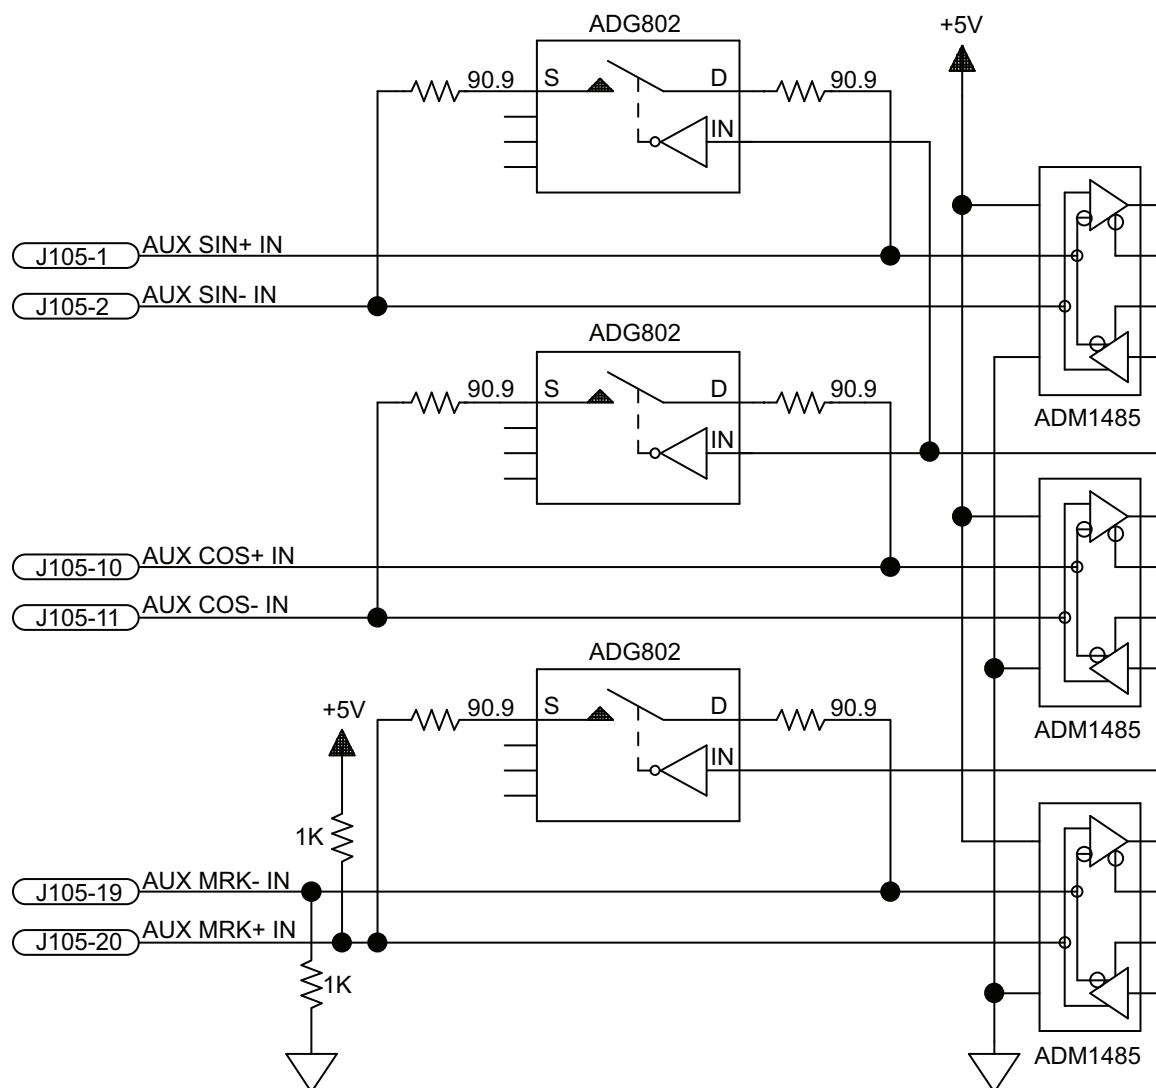 ADG802
+5V
90.9
S
D
90.9
IN
J105-1
AUX SIN+ IN
J105-2
AUX SIN- IN
ADG802
90.9
S
D
90.9
ADM1485
IN
J105-10
AUX COS+ IN
J105-11
AUX COS- IN
ADG802
+5V
90.9
S
D
90.9
ADM1485
IN
1K
J105-19
AUX MRK- IN
J105-20
AUX MRK+ IN
1K
ADM1485